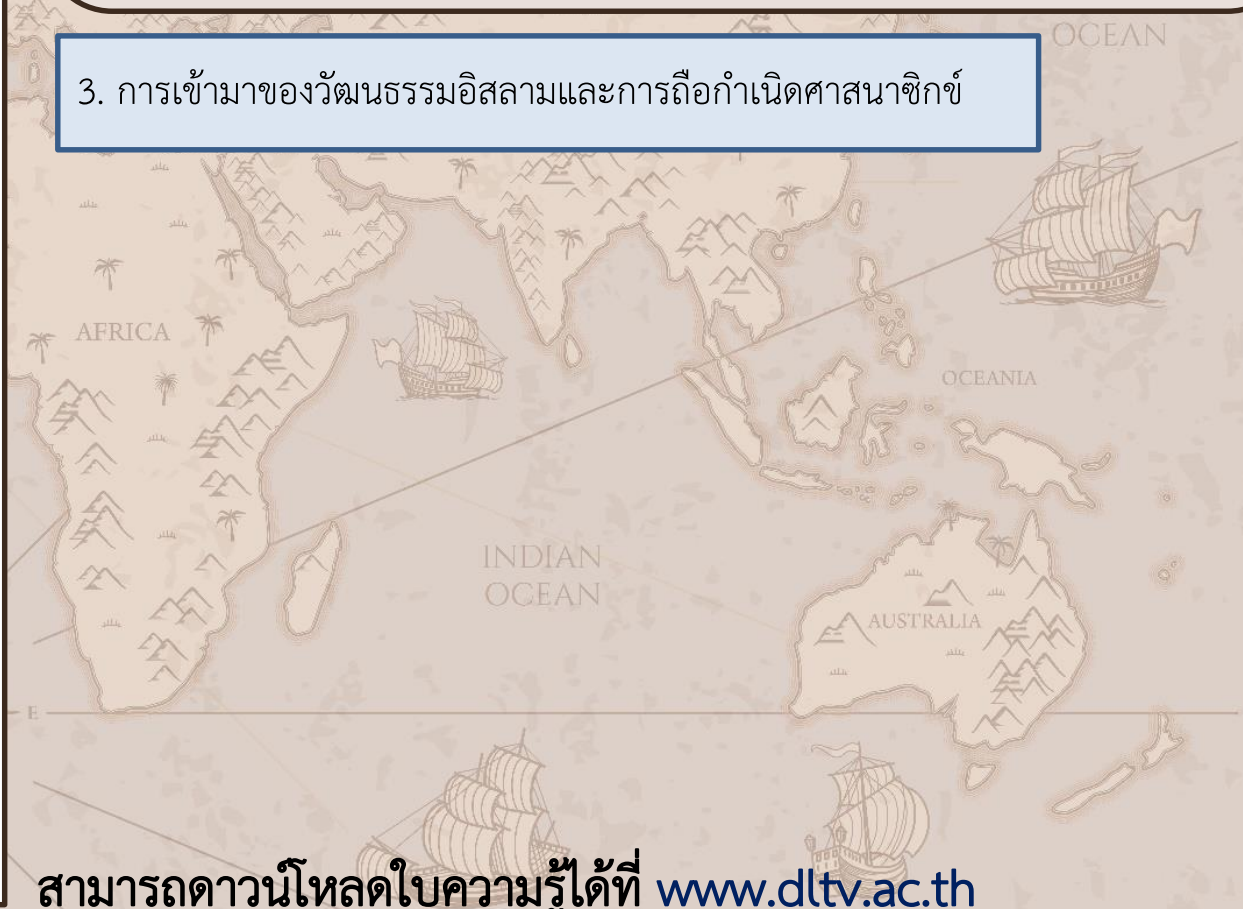 OCEAN
3. การเข้ามาของวัฒนธรรมอิสลามและการถือกำเนิดศาสนาซิกข์
AFRICA
OCEANIA
INDIAN
OCEAN
AUSTRALIA
E
สามารถดาวน์โหลดใบความรู้ได้ที่ www.dltv.ac.th